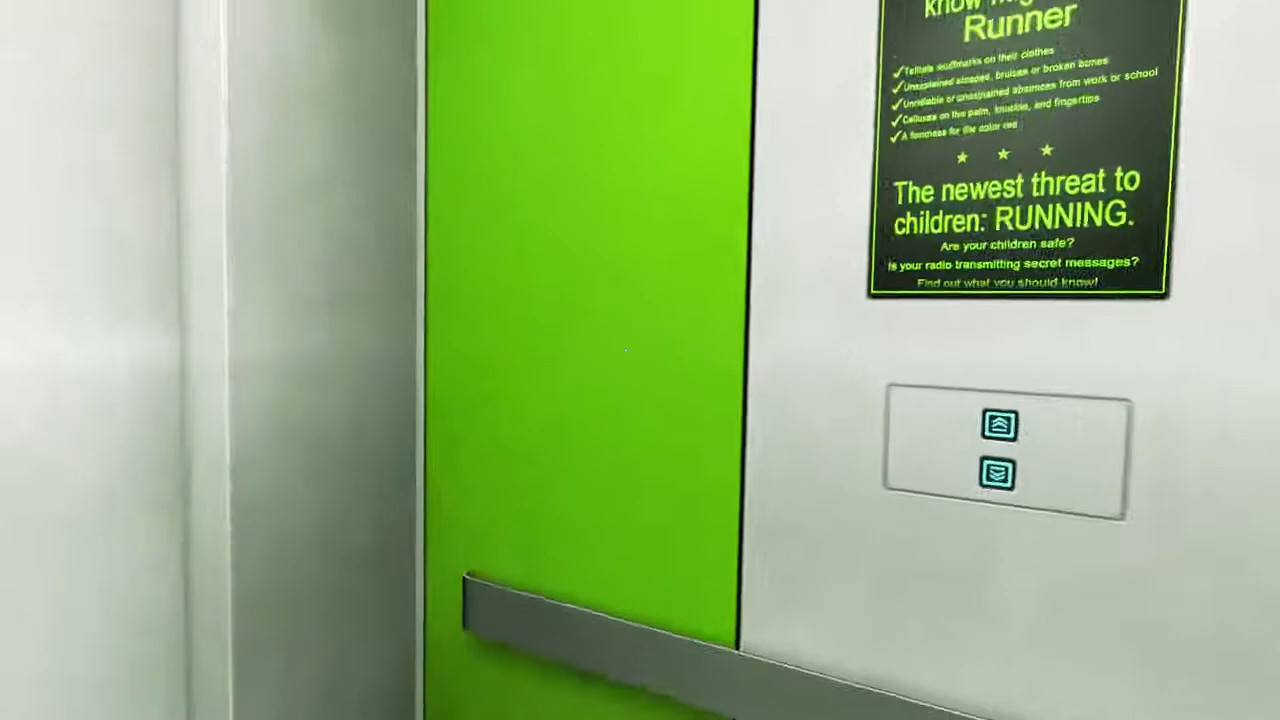 know
Runner
✓Telltale scuffmarks on their clothes
✓Unexplained scraped, bruises or broken bones
✓Unreliable or unexplained absences from work or school
✓Calluses on the palm, knuckle, and fingertips
✓A fondness for the color red
The newest threat to
children: RUNNING.
Are your children safe?
Is your radio transmitting secret messages?
Find out what you should know!